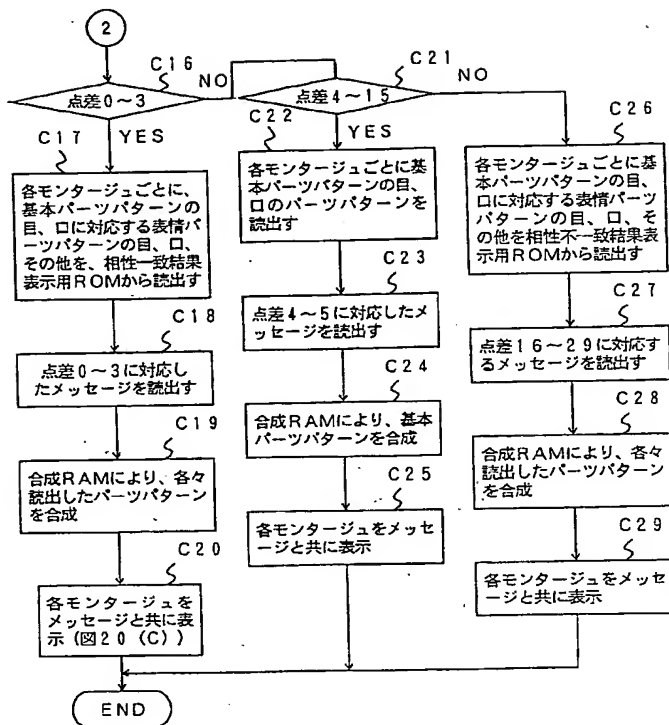 2
C16
点差0～3
NO
C21
点差4～15
NO
C17
YES
各モンタージュごとに、
基本パーツパターンの
目、口に対応する表情パ
ーツパターンの目、口、
その他を、相性一致結果
表示用ROMから読出す
C18
点差0～3に対応し
たメッセージを読出す
C19
合成RAMにより、各々
読出したパーツパターン
を合成
C20
各モンタージュを
メッセージと共に表
示(図20(C))
END
C22
YES
各モンタージュごとに基
本パーツパターンの目、
口のパーツパターンを
読出す
C23
点差4～5に対応したメ
ッセージを読出す
C24
合成RAMにより、基本
パーツパターンを合成
C25
各モンタージュをメッセ
ージと共に表示
C26
各モンタージュごとに基
本パーツパターンの目、
口に対応する表情パーツ
パターンの目、口、そ
の他を相性不一致結果表
示用ROMから読出す
C27
点差16～29に対応す
るメッセージを読出す
C28
合成RAMにより、各々
読出したパーツパターン
を合成
C29
各モンタージュをメッセ
ージと共に表示